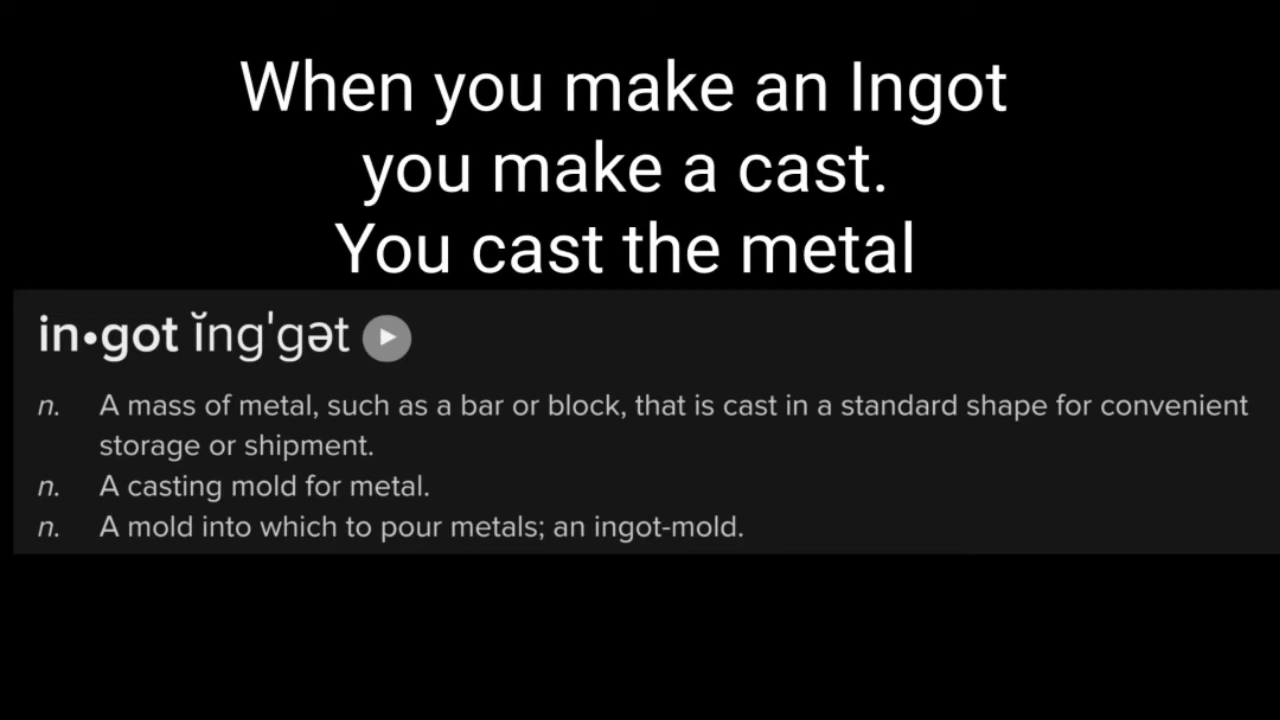 When you make an Ingot
you make a cast.
You cast the metal
in•got ĭng'gət
n. A mass of metal, such as a bar or block, that is cast in a standard shape for convenient
storage or shipment.
n. A casting mold for metal.
n. A mold into which to pour metals; an ingot-mold.